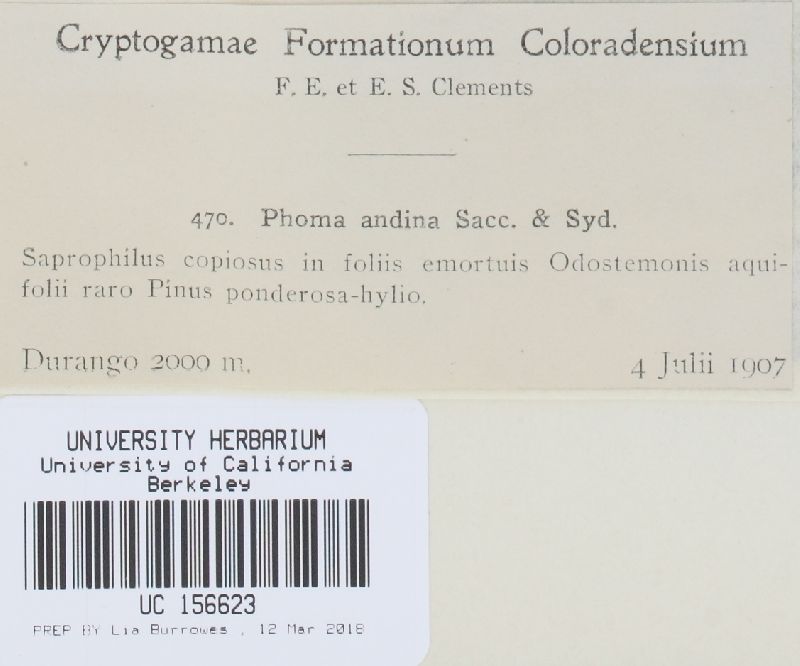 Cryptogamae Formationum Coloradensium
F. E. et E. S. Clements
470. Phoma andina Sacc. & Syd.
Saprophilus copiosus in foliis emortuis Odostemonis aqui-
folii raro Pinus ponderosa-hylio.
Durango 2000 m. 4 Julii 1907
UNIVERSITY HERBARIUM
University of California
Berkeley
UC 156623
PREP BY Lia Burrowes , 12 Mar 2018